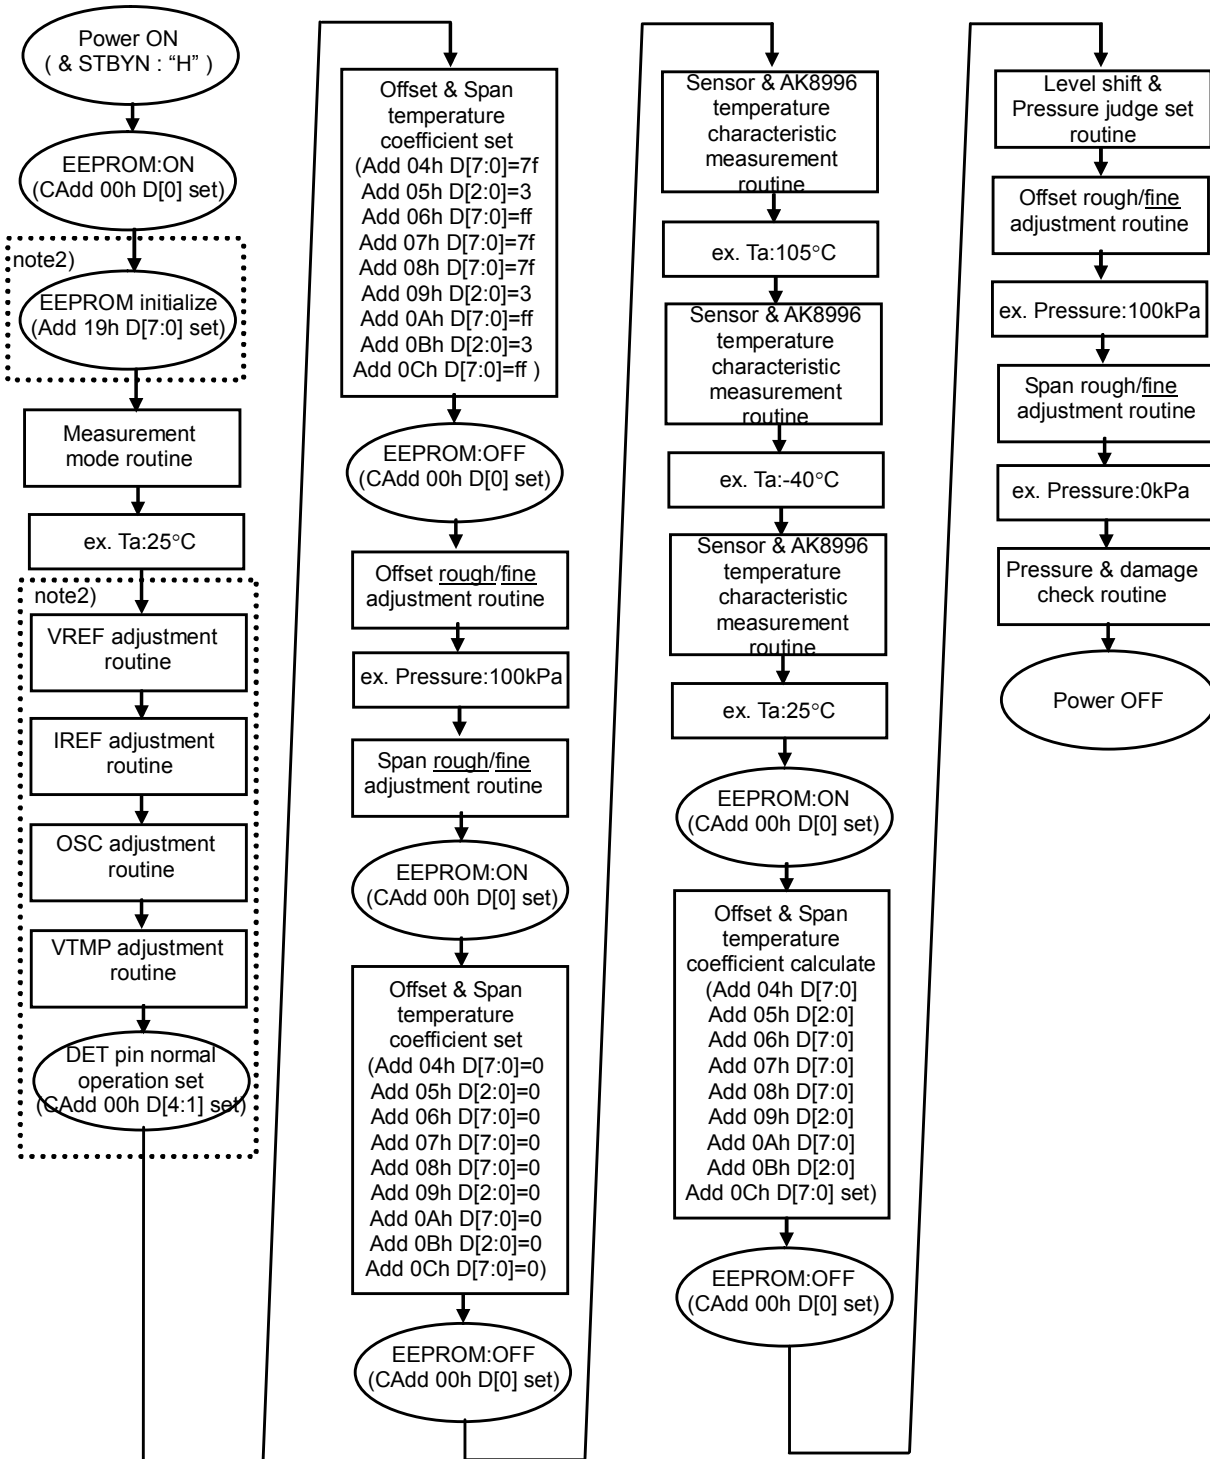 Power ON
( & STBYN : “H” )
EEPROM:ON
(CAdd 00h D[0] set)
note2)
EEPROM initialize
(Add 19h D[7:0] set)
Measurement
mode routine
ex. Ta:25°C
note2)
VREF adjustment
routine
IREF adjustment
routine
OSC adjustment
routine
VTMP adjustment
routine
DET pin normal
operation set
(CAdd 00h D[4:1] set)
Offset & Span
temperature
coefficient set
(Add 04h D[7:0]=7f
Add 05h D[2:0]=3
Add 06h D[7:0]=ff
Add 07h D[7:0]=7f
Add 08h D[7:0]=7f
Add 09h D[2:0]=3
Add 0Ah D[7:0]=ff
Add 0Bh D[2:0]=3
Add 0Ch D[7:0]=ff )
EEPROM:OFF
(CAdd 00h D[0] set)
Offset rough/fine
adjustment routine
ex. Pressure:100kPa
Span rough/fine
adjustment routine
EEPROM:ON
(CAdd 00h D[0] set)
Offset & Span
temperature
coefficient set
(Add 04h D[7:0]=0
Add 05h D[2:0]=0
Add 06h D[7:0]=0
Add 07h D[7:0]=0
Add 08h D[7:0]=0
Add 09h D[2:0]=0
Add 0Ah D[7:0]=0
Add 0Bh D[2:0]=0
Add 0Ch D[7:0]=0)
EEPROM:OFF
(CAdd 00h D[0] set)
Sensor & AK8996
temperature
characteristic
measurement
routine
ex. Ta:105°C
Sensor & AK8996
temperature
characteristic
measurement
routine
ex. Ta:-40°C
Sensor & AK8996
temperature
characteristic
measurement
routine
ex. Ta:25°C
EEPROM:ON
(CAdd 00h D[0] set)
Offset & Span
temperature
coefficient calculate
(Add 04h D[7:0]
Add 05h D[2:0]
Add 06h D[7:0]
Add 07h D[7:0]
Add 08h D[7:0]
Add 09h D[2:0]
Add 0Ah D[7:0]
Add 0Bh D[2:0]
Add 0Ch D[7:0] set)
EEPROM:OFF
(CAdd 00h D[0] set)
Level shift &
Pressure judge set
routine
Offset rough/fine
adjustment routine
ex. Pressure:100kPa
Span rough/fine
adjustment routine
ex. Pressure:0kPa
Pressure & damage
check routine
Power OFF